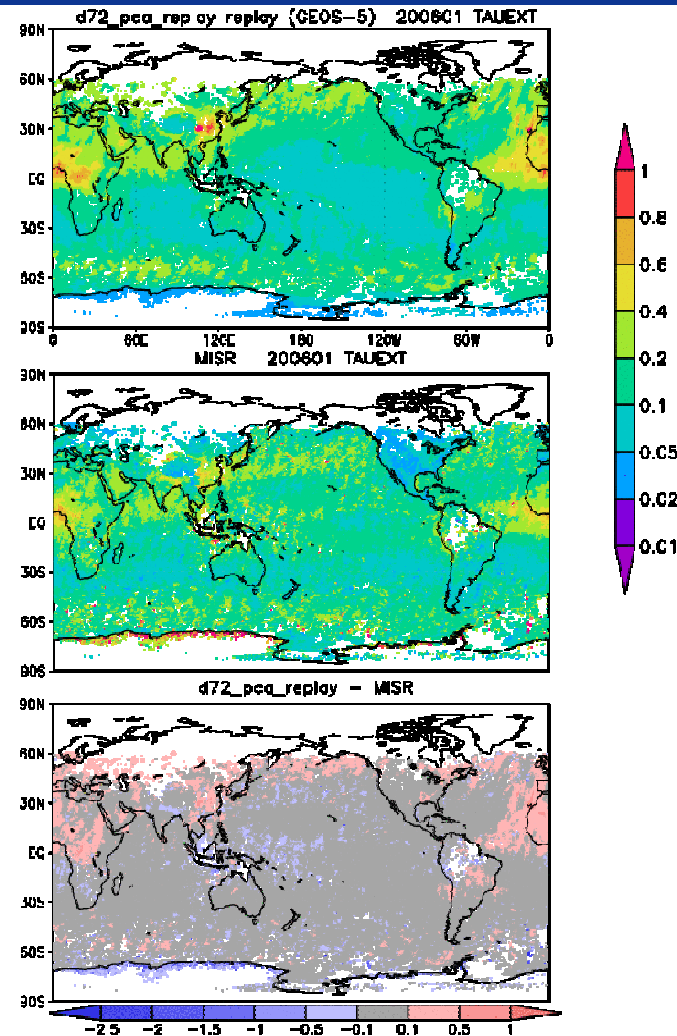 d72_pcq_rep oy replay (GEOS-5) 200601 TAUEXT
90N
60N
30N
EQ
30S
60S
90S
0 60E 120E 180 120W 60W 0
1
0.8
0.6
0.4
0.2
0.1
0.05
0.02
0.01
MISR 200601 TAUEXT
90N
60N
30N
EQ
30S
60S
90S
d72_pcq_replay - MISR
90N
60N
30N
EQ
30S
60S
90S
-2.5 -2 -1.5 -1 -0.5 -0.1 0.1 0.5 1